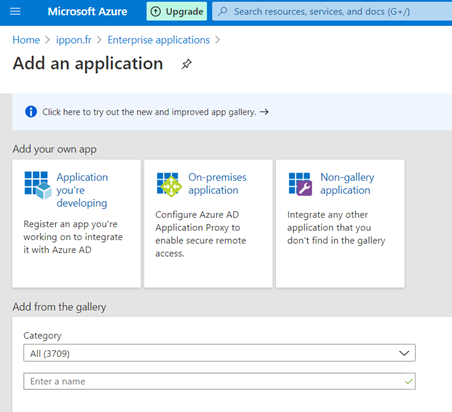 Microsoft Azure Upgrade Search resources, services, and docs (G+/)
Home > ippon.fr > Enterprise applications >
Add an application
Click here to try out the new and improved app gallery. →
Add your own app
Application
you're
developing
Register an app you're
working on to integrate
it with Azure AD
On-premises
application
Configure Azure AD
Application Proxy to
enable secure remote
access.
Non-gallery
application
Integrate any other
application that you
don't find in the gallery
Add from the gallery
Category
All (3709)
Enter a name